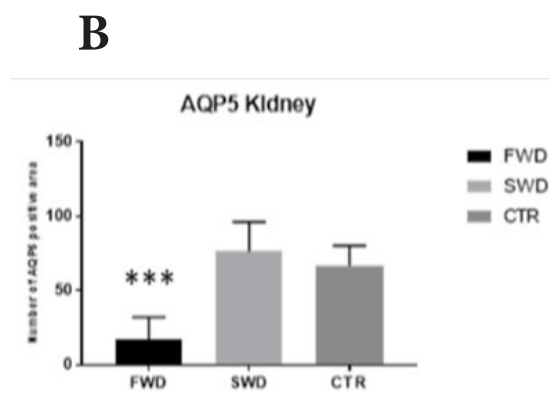 B
AQP5 Kidney
Number of AQP5 positive area
150
100
50
0
***
FWD
SWD
CTR
FWD
SWD
CTR